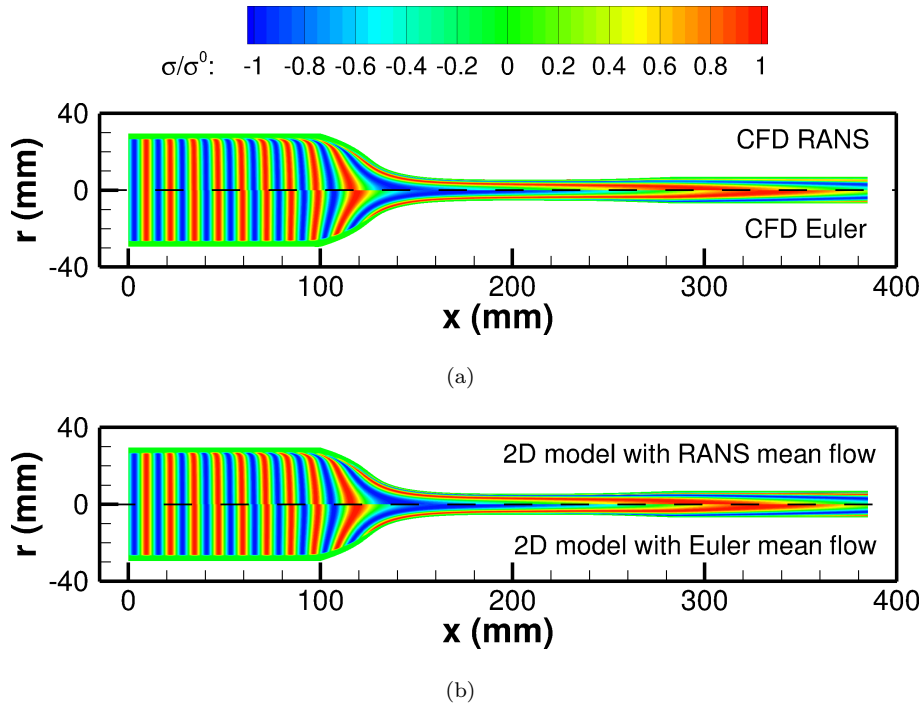 σ/σ⁰: -1 -0.8 -0.6 -0.4 -0.2 0 0.2 0.4 0.6 0.8 1
40
CFD RANS
r (mm)
0
CFD Euler
-40
0 100 200 300 400
x (mm)
(a)
40
2D model with RANS mean flow
r (mm)
0
2D model with Euler mean flow
-40
0 100 200 300 400
x (mm)
(b)